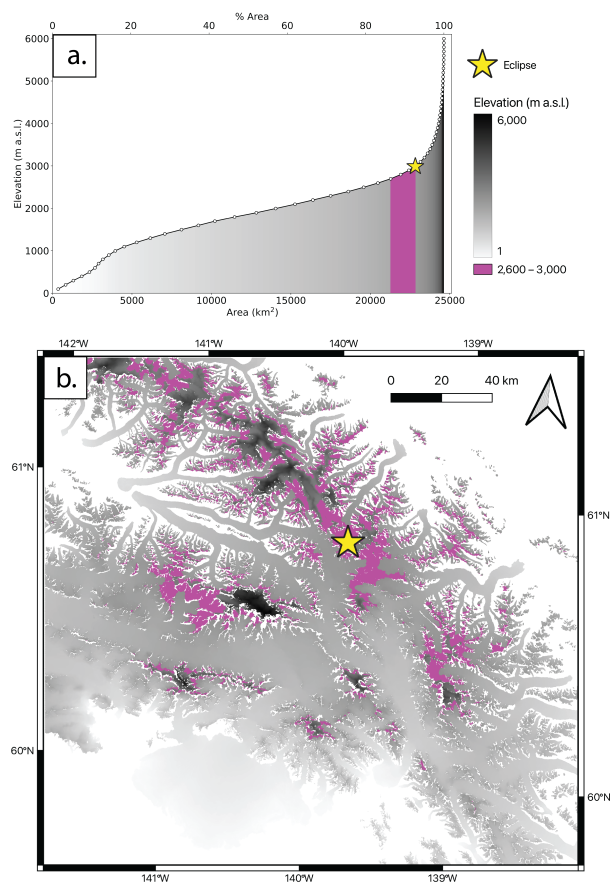 % Area
0 20 40 60 80 100
a.
6000
5000
4000
3000
2000
1000
0
Elevation (m a.s.l.)
0 5000 10000 15000 20000 25000
Area (km²)
Eclipse
Elevation (m a.s.l.)
6,000
1
2,600 – 3,000
142°W 141°W 140°W 139°W
b.
0 20 40 km
61°N
61°N
60°N
60°N
141°W 140°W 139°W